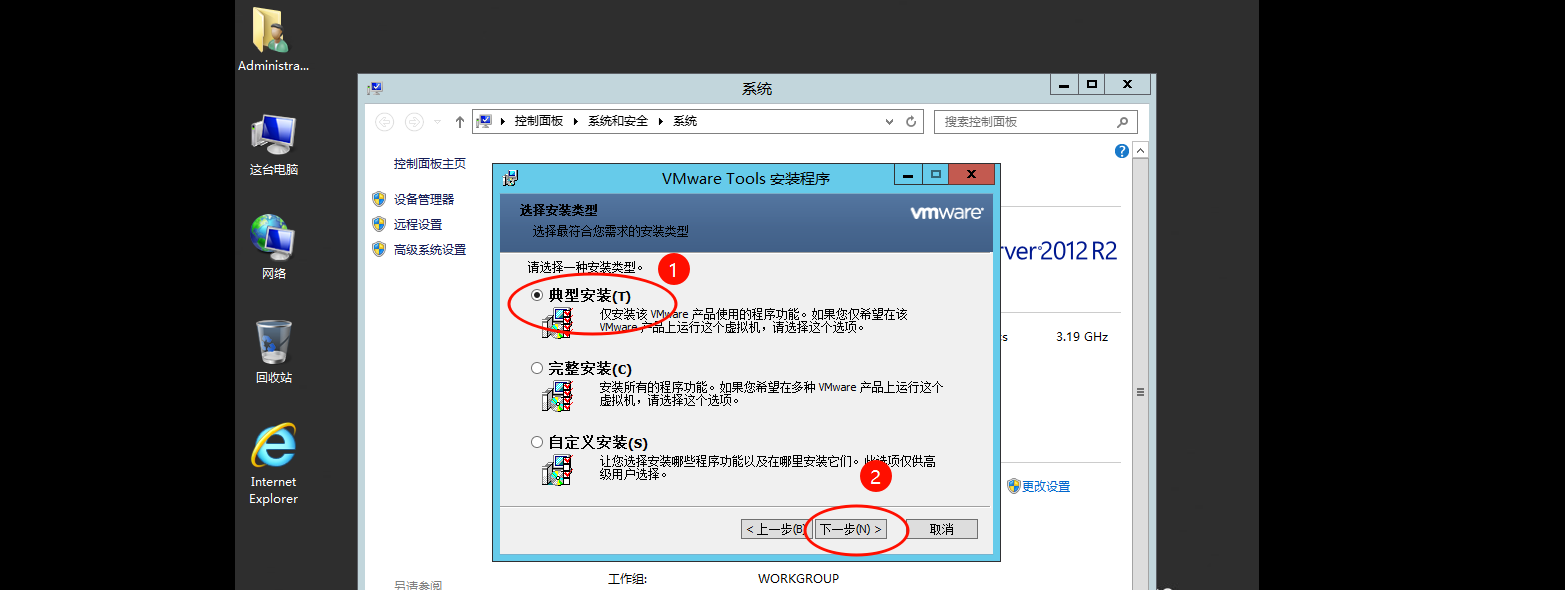 Administra...
这台电脑
网络
回收站
Internet
Explorer
系统
控制面板 系统和安全 系统
搜索控制面板
控制面板主页
设备管理器
远程设置
高级系统设置
VMware Tools 安装程序
选择安装类型
选择最符合您需求的安装类型
vmware
请选择一种安装类型。
1
典型安装(T)
仅安装该 VMware 产品使用的程序功能。如果您仅希望在该
VMware 产品上运行这个虚拟机，请选择这个选项。
完整安装(C)
安装所有的程序功能。如果您希望在多种 VMware 产品上运行这个
虚拟机，请选择这个选项。
自定义安装(S)
让您选择安装哪些程序功能以及在哪里安装它们。此选项仅供高
级用户选择。
2
< 上一步(B) 下一步(N) > 取消
rver 2012 R2
3.19 GHz
更改设置
工作组: WORKGROUP
另请参阅